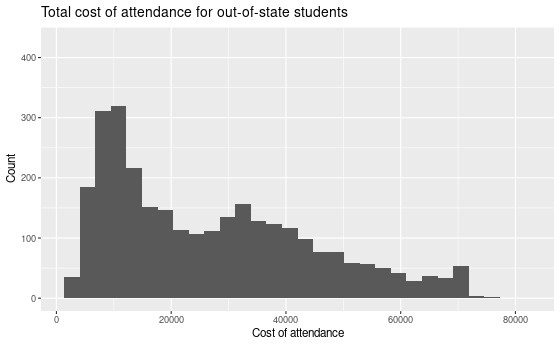 Total cost of attendance for out-of-state students
400
300
200
100
0
Count
0 20000 40000 60000 80000
Cost of attendance